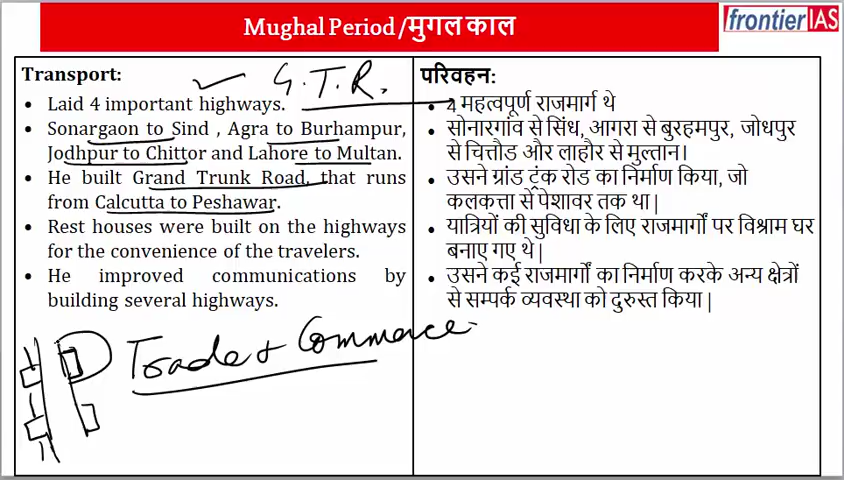 Mughal Period /मुगल काल
frontierIAS
Transport:
G.T.R.
• Laid 4 important highways.
• Sonargaon to Sind , Agra to Burhampur,
Jodhpur to Chittor and Lahore to Multan.
• He built Grand Trunk Road, that runs
from Calcutta to Peshawar.
• Rest houses were built on the highways
for the convenience of the travelers.
• He improved communications by
building several highways.
Trade & Commerce
परिवहन:
• 4 महत्वपूर्ण राजमार्ग थे
• सोनारगांव से सिंध, आगरा से बुरहमपुर, जोधपुर
से चित्तौड और लाहौर से मुल्तान।
• उसने ग्रांड ट्रंक रोड का निर्माण किया, जो
कलकत्ता से पेशावर तक था |
• यात्रियों की सुविधा के लिए राजमार्गों पर विश्राम घर
बनाए गए थे |
• उसने कई राजमार्गों का निर्माण करके अन्य क्षेत्रों
से सम्पर्क व्यवस्था को दुरुस्त किया |